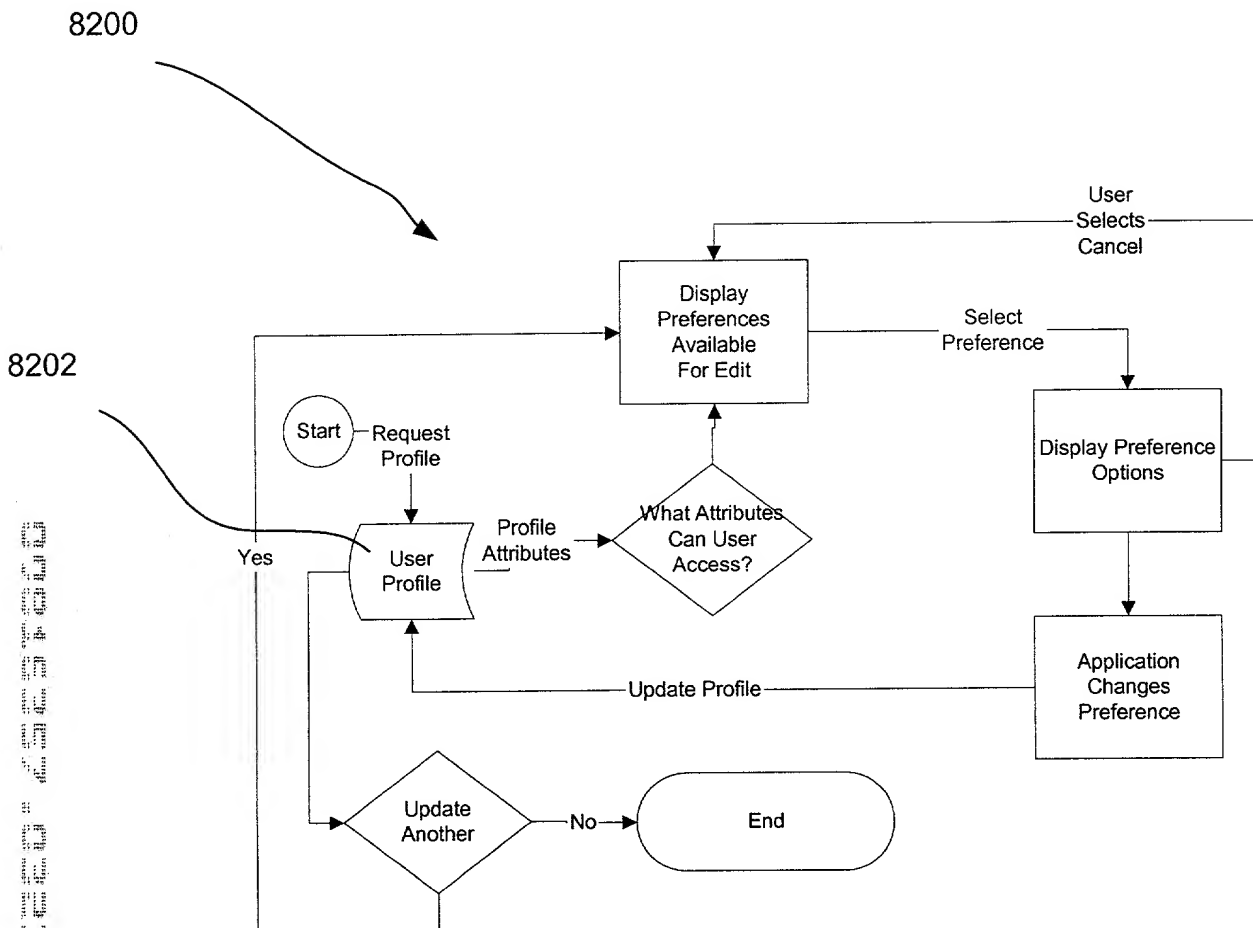 8200
User
Selects
Cancel
Display
Preferences
Available
For Edit
Select
Preference
8202
Start
Request
Profile
Display Preference
Options
What Attributes
Can User
Access?
Profile
Attributes
User
Profile
Yes
Application
Changes
Preference
Update Profile
Update
Another
No
End